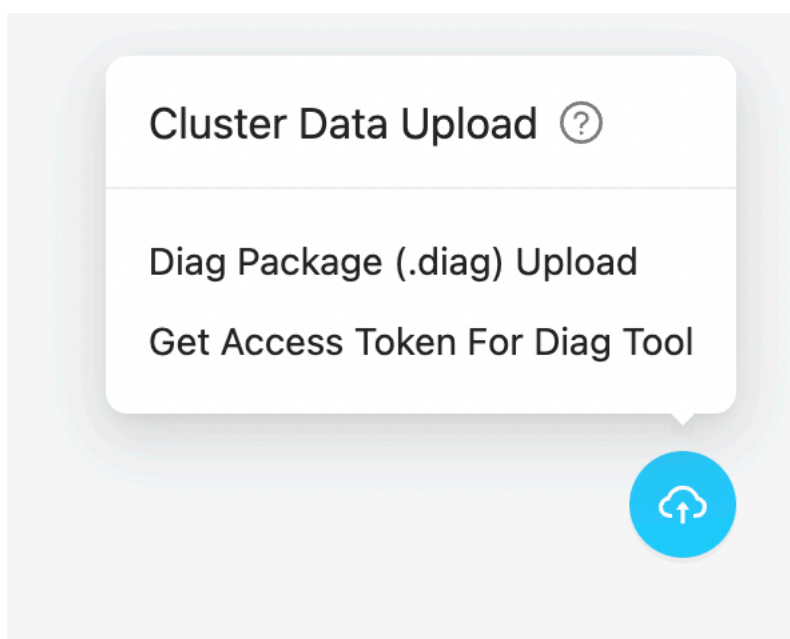 Cluster Data Upload ?
Diag Package (.diag) Upload
Get Access Token For Diag Tool